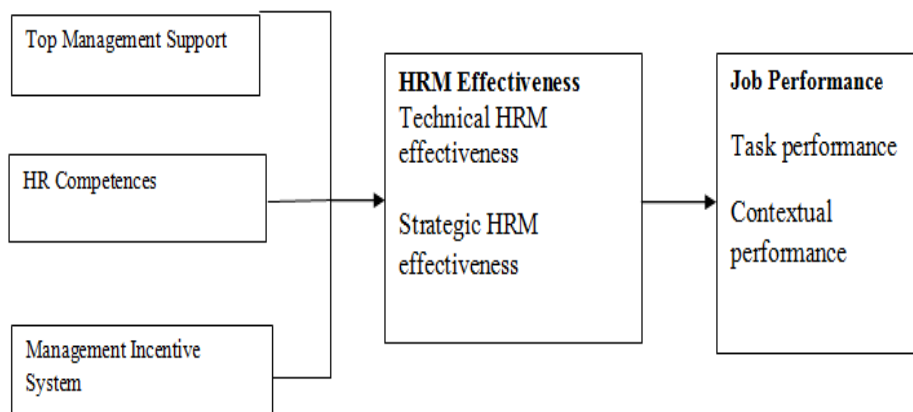 Top Management Support
HR Competences
Management Incentive
System
HRM Effectiveness
Technical HRM
effectiveness
Strategic HRM
effectiveness
Job Performance
Task performance
Contextual
performance